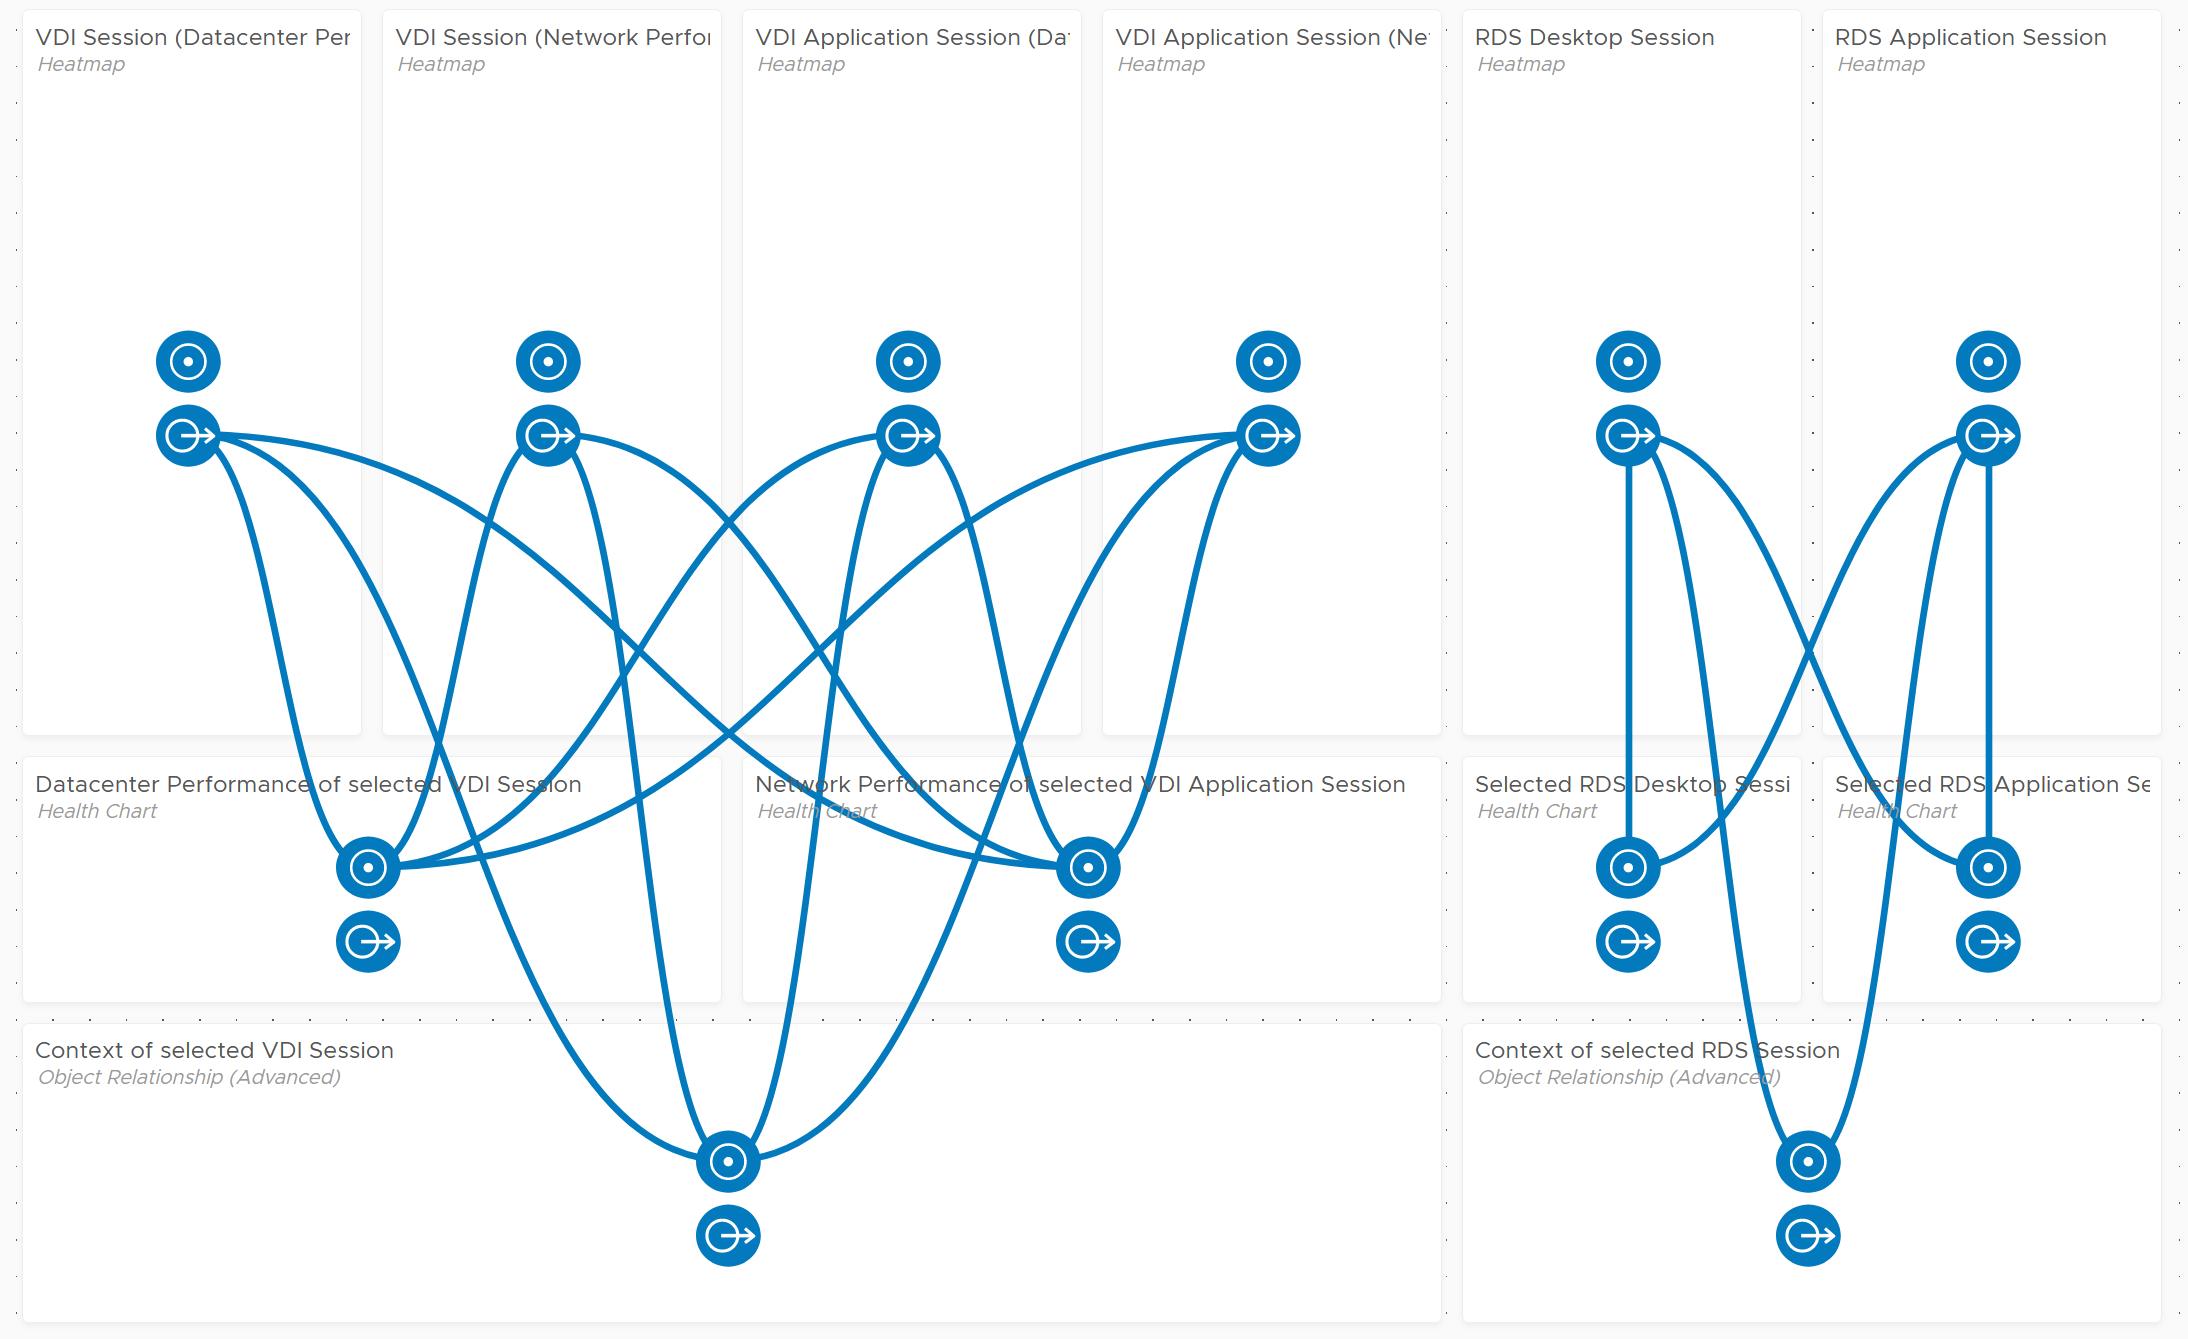 VDI Session (Datacenter Per
Heatmap
VDI Session (Network Perfor
Heatmap
VDI Application Session (Dat
Heatmap
VDI Application Session (Net
Heatmap
RDS Desktop Session
Heatmap
RDS Application Session
Heatmap
Datacenter Performance of selected VDI Session
Health Chart
Network Performance of selected VDI Application Session
Health Chart
Selected RDS Desktop Sessi
Health Chart
Selected RDS Application Se
Health Chart
Context of selected VDI Session
Object Relationship (Advanced)
Context of selected RDS Session
Object Relationship (Advanced)